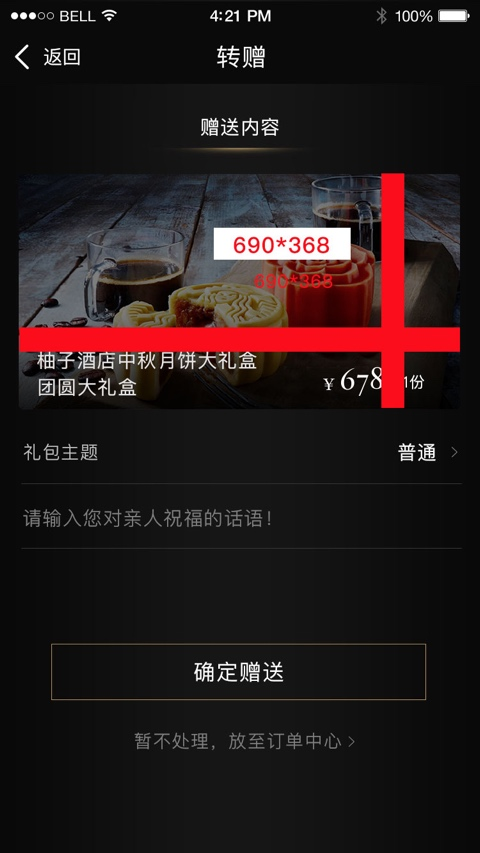 BELL
4:21 PM
100%
返回
转赠
赠送内容
690*368
690*368
柚子酒店中秋月饼大礼盒
团圆大礼盒
¥ 678
1份
礼包主题
普通
请输入您对亲人祝福的话语！
确定赠送
暂不处理，放至订单中心